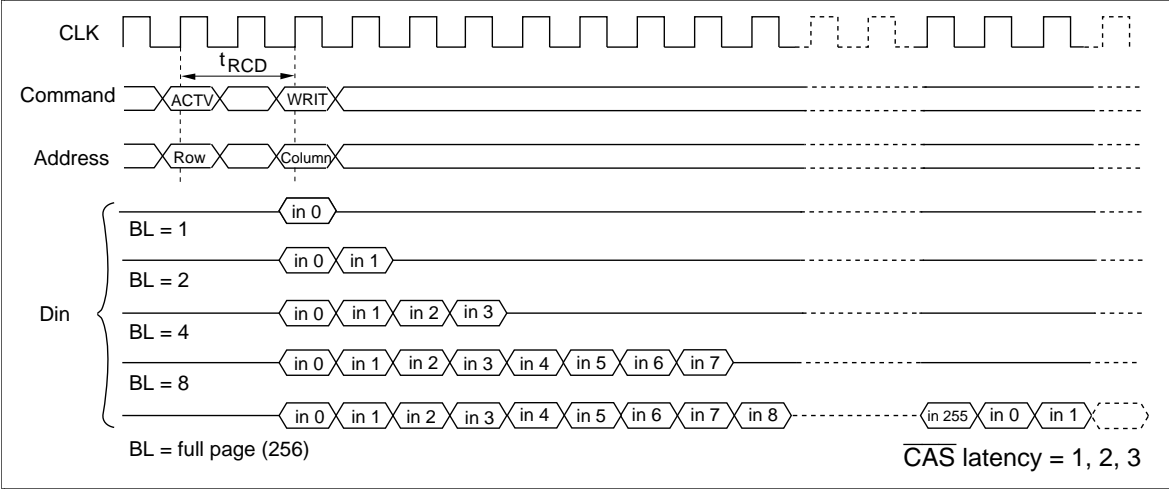 CLK
tRCD
Command ACTV WRIT
Address Row Column
in 0
BL = 1
in 0 in 1
BL = 2
Din
in 0 in 1 in 2 in 3
BL = 4
in 0 in 1 in 2 in 3 in 4 in 5 in 6 in 7
BL = 8
in 0 in 1 in 2 in 3 in 4 in 5 in 6 in 7 in 8 in 255 in 0 in 1
BL = full page (256)
C̅A̅S̅ latency = 1, 2, 3